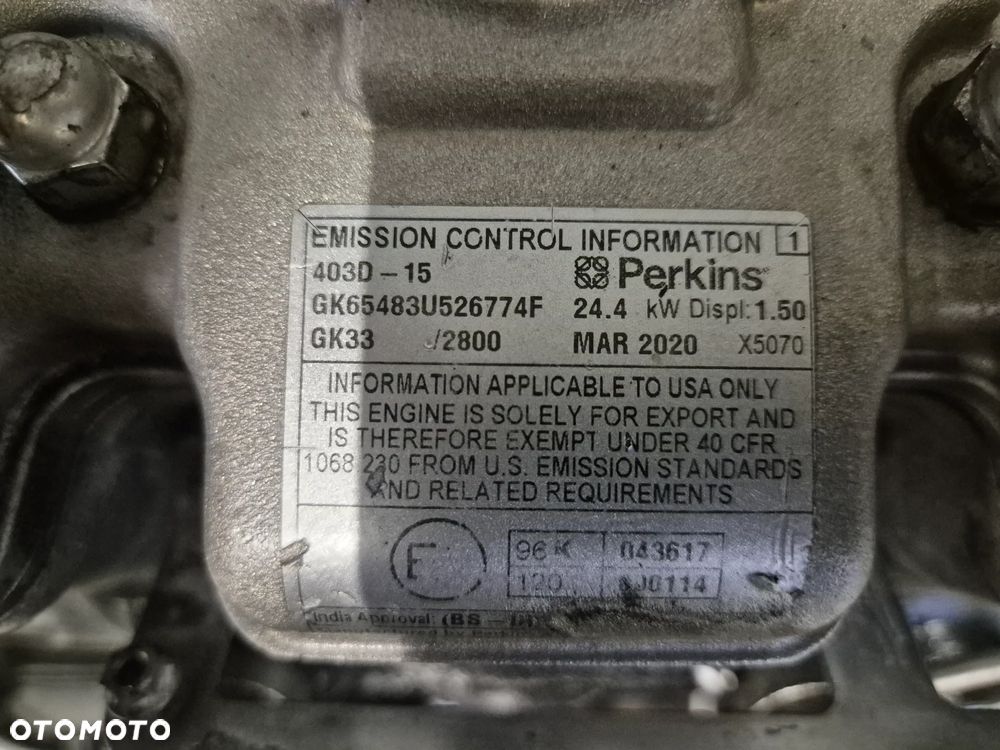 EMISSION CONTROL INFORMATION 1
403D-15 Perkins
GK65483U526774F 24.4 kW Displ:1.50
GK33 /2800 MAR 2020 X5070
INFORMATION APPLICABLE TO USA ONLY
THIS ENGINE IS SOLELY FOR EXPORT AND
IS THEREFORE EXEMPT UNDER 40 CFR
1068 230 FROM U.S. EMISSION STANDARDS
AND RELATED REQUIREMENTS
E
96 K 043617
120 0114
India Approval: (BS -
OTOMOTO